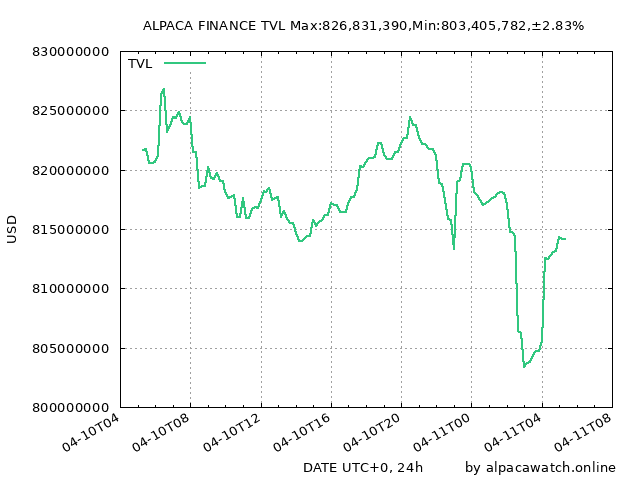 ALPACA FINANCE TVL Max:826,831,390,Min:803,405,782,±2.83%
830000000
TVL
825000000
820000000
815000000
USD
810000000
805000000
800000000
04-10T04 04-10T08 04-10T12 04-10T16 04-10T20 04-11T00 04-11T04 04-11T08
DATE UTC+0, 24h by alpacawatch.online